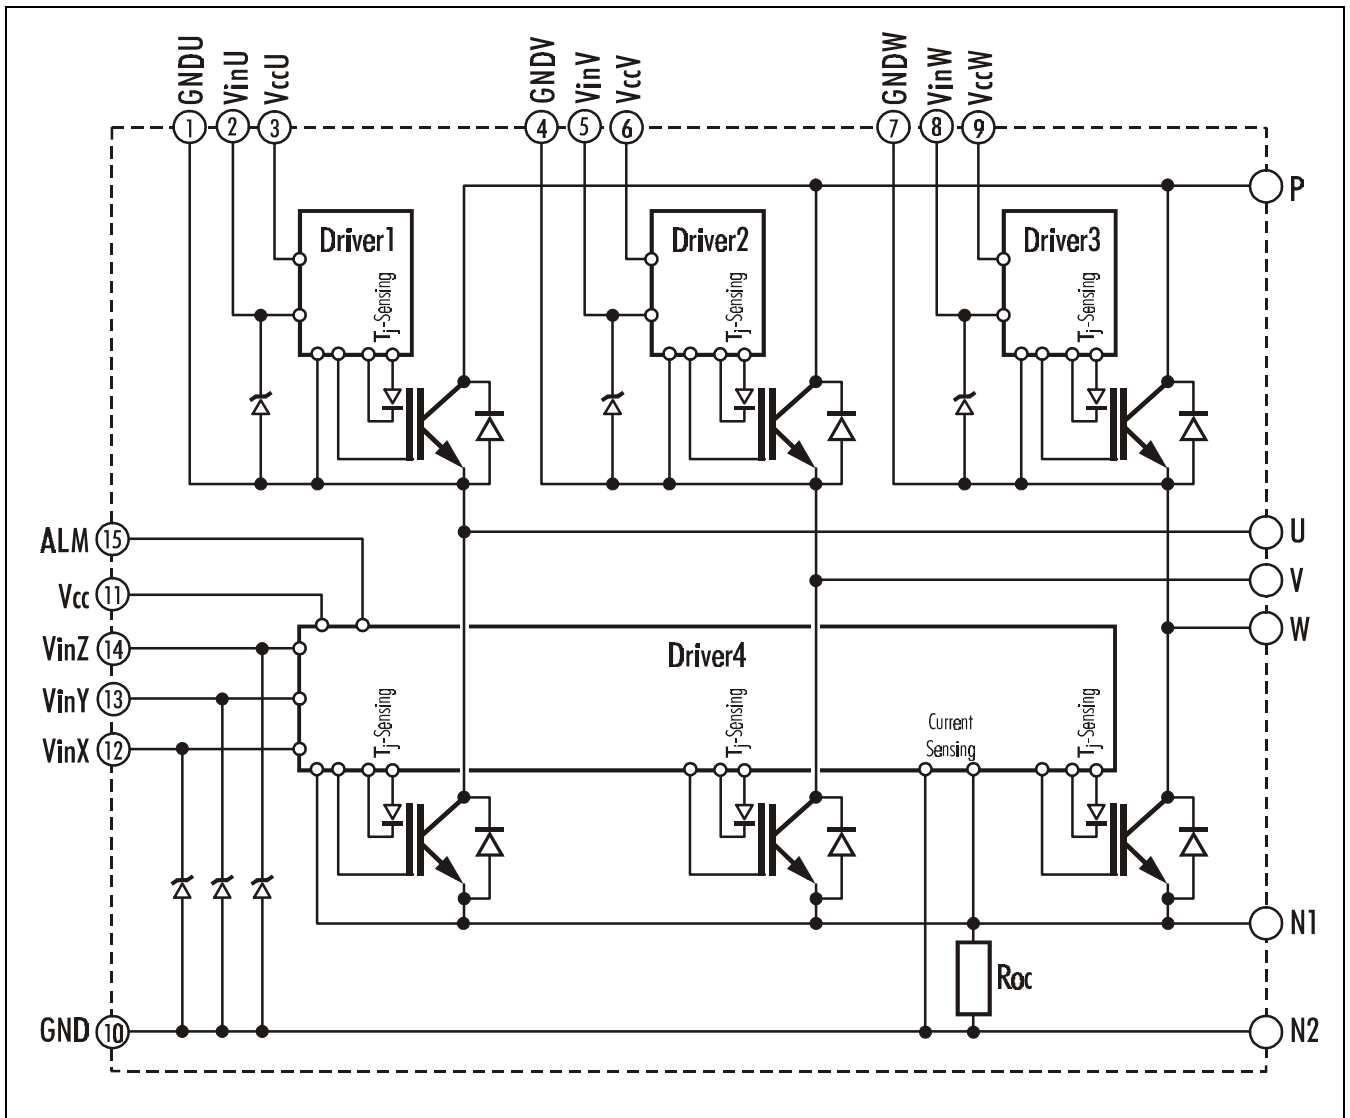 GNDU
VinU
VccU
GNDV
VinV
VccV
GNDW
VinW
VccW
1
2
3
4
5
6
7
8
9
P
Driver1
Tj-Sensing
Driver2
Tj-Sensing
Driver3
Tj-Sensing
ALM 15
U
Vcc 11
V
VinZ 14
W
Driver4
VinY 13
VinX 12
Tj-Sensing
Tj-Sensing
Current
Sensing
Tj-Sensing
N1
Roc
GND 10
N2